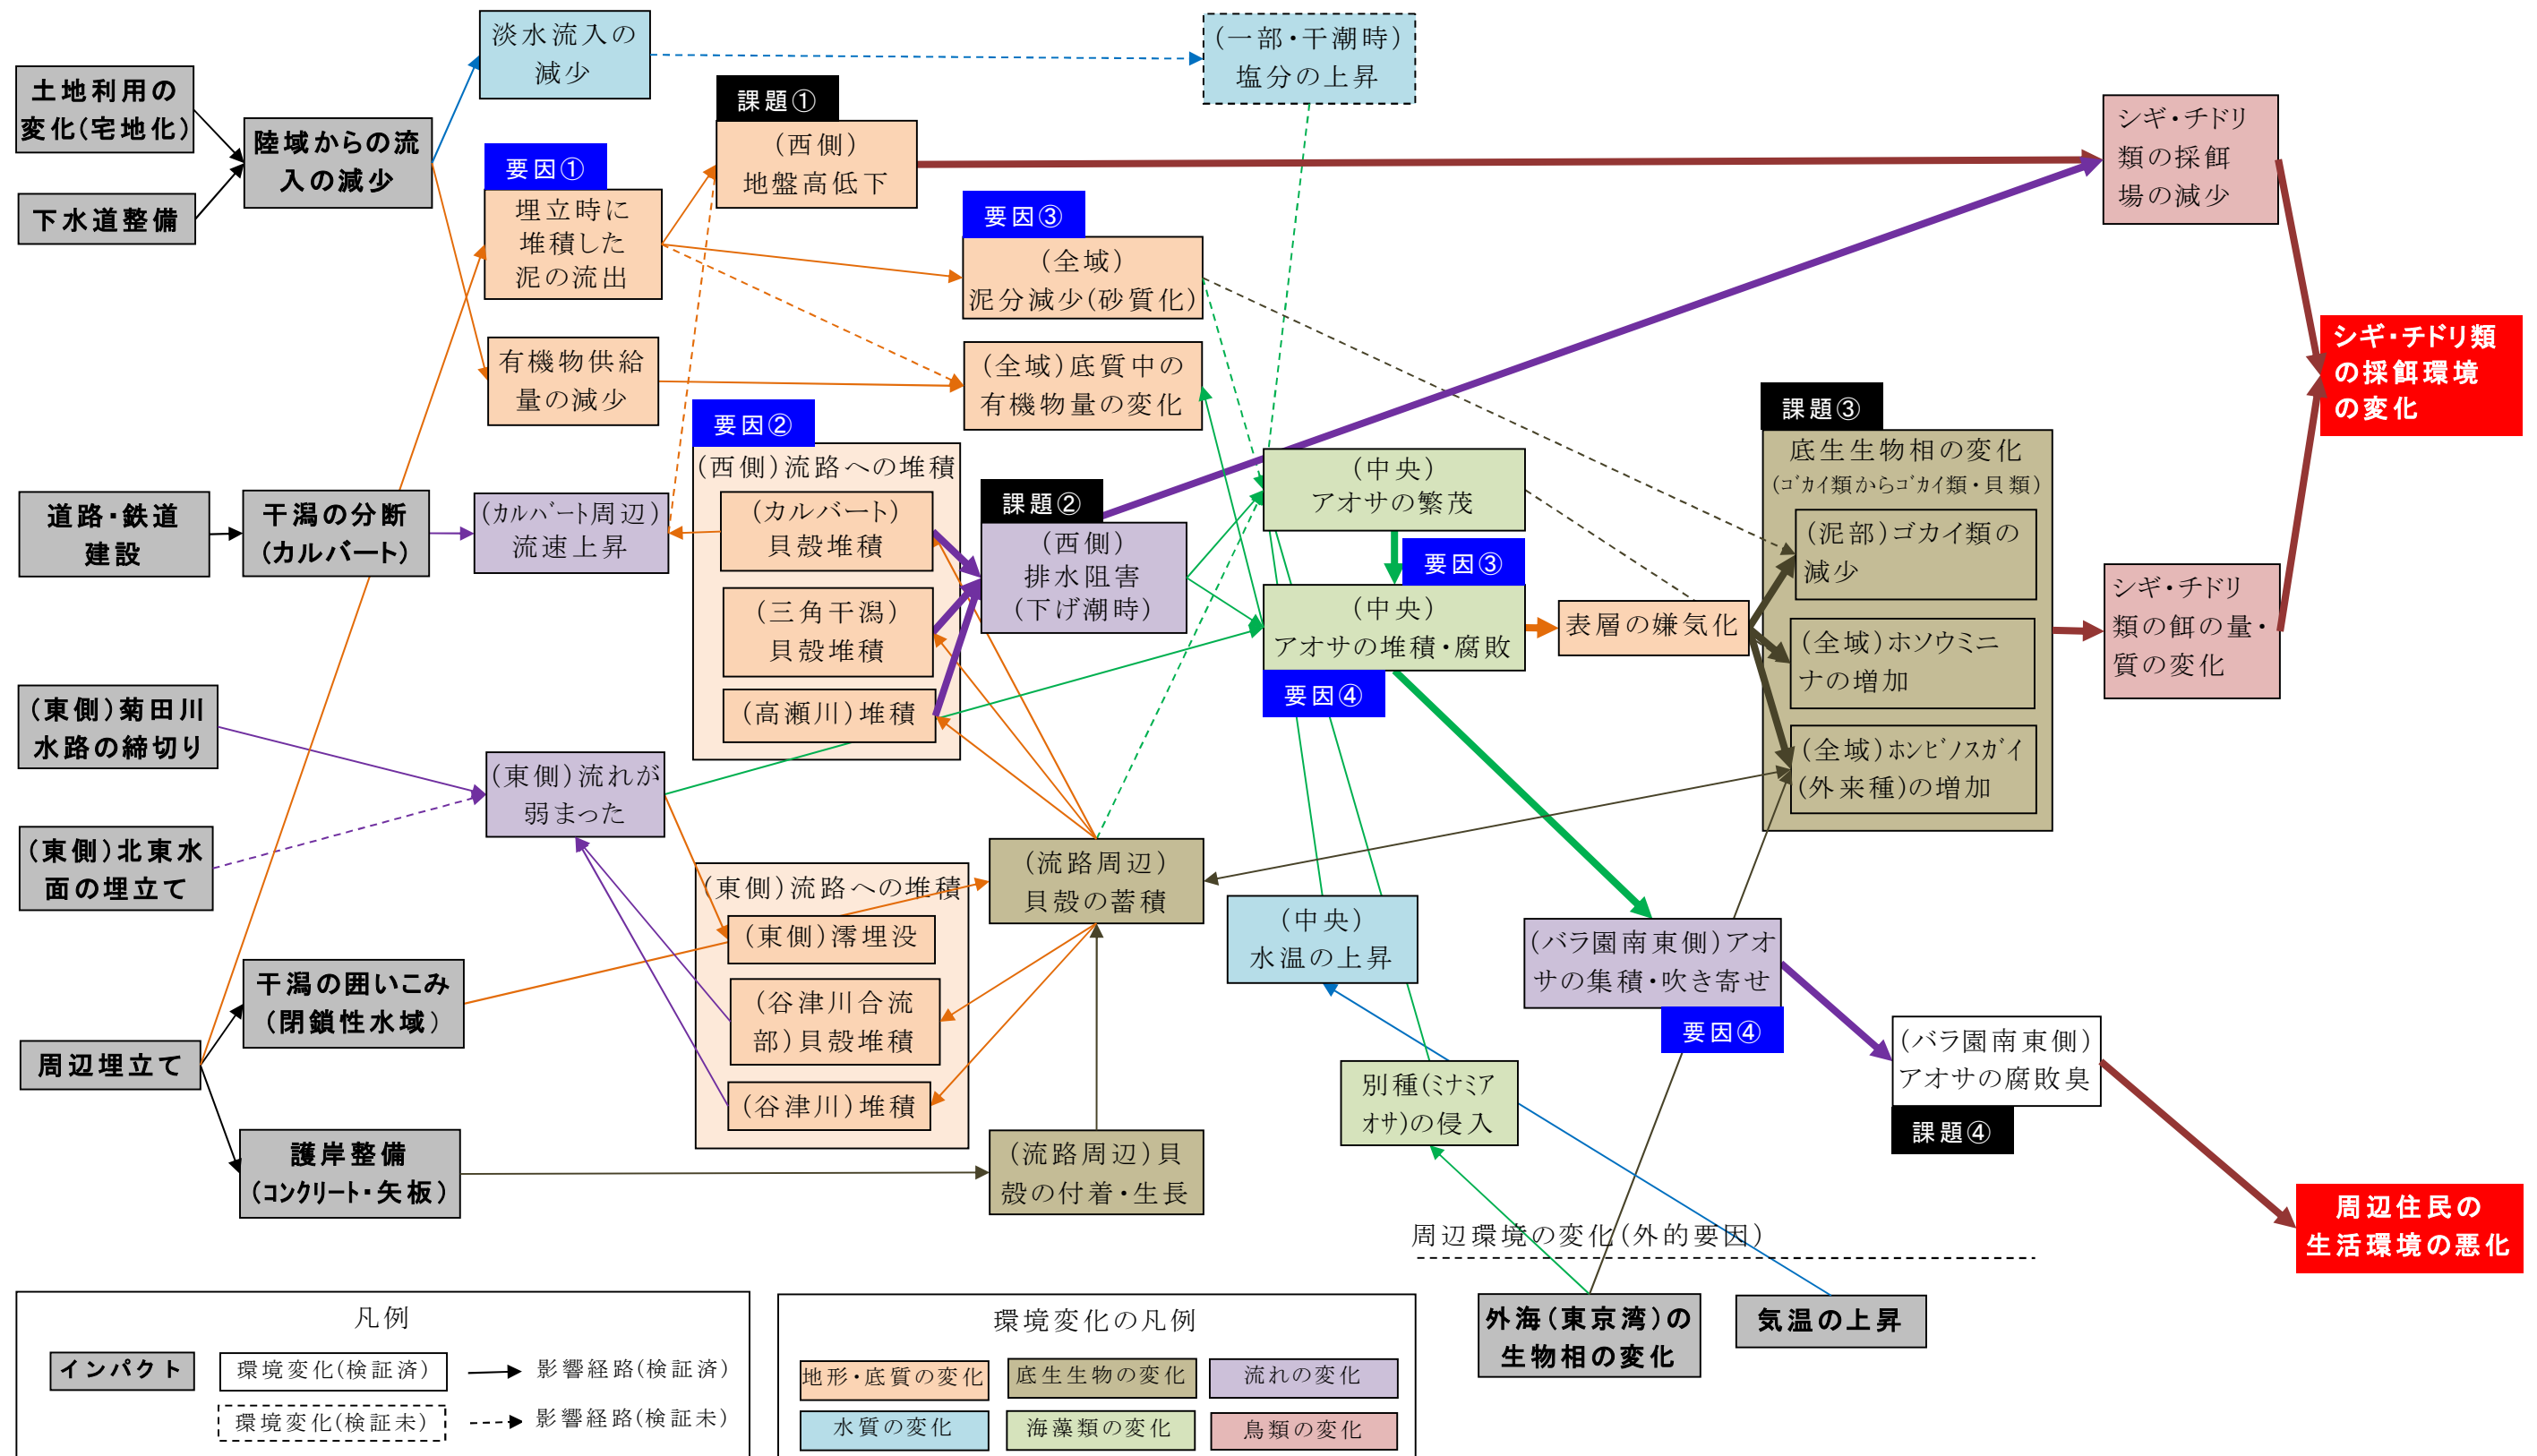 土地利用の
変化(宅地化)
下水道整備
陸域からの流
入の減少
淡水流入の
減少
(一部・干潮時)
塩分の上昇
課題①
(西側)
地盤高低下
要因①
埋立時に
堆積した
泥の流出
要因③
(全域)
泥分減少(砂質化)
有機物供給
量の減少
(全域)底質中の
有機物量の変化
シギ・チドリ
類の採餌
場の減少
シギ・チドリ類
の採餌環境
の変化
道路・鉄道
建設
干潟の分断
(カルバート)
(カルバート周辺)
流速上昇
要因②
(西側)流路への堆積
(カルバート)
貝殻堆積
(三角干潟)
貝殻堆積
(高瀬川)堆積
課題②
(西側)
排水阻害
(下げ潮時)
(中央)
アオサの繁茂
要因③
(中央)
アオサの堆積・腐敗
要因④
表層の嫌気化
課題③
底生生物相の変化
(ゴカイ類からゴカイ類・貝類)
(泥部)ゴカイ類の
減少
(全域)ホソウミニ
ナの増加
(全域)ホンビノスガイ
(外来種)の増加
シギ・チドリ
類の餌の量・
質の変化
(東側)菊田川
水路の締切り
(東側)北東水
面の埋立て
(東側)流れが
弱まった
(東側)流路への堆積
(東側)澪埋没
(谷津川合流
部)貝殻堆積
(谷津川)堆積
(流路周辺)
貝殻の蓄積
(中央)
水温の上昇
(バラ園南東側)アオ
サの集積・吹き寄せ
要因④
(バラ園南東側)
アオサの腐敗臭
課題④
周辺埋立て
干潟の囲いこみ
(閉鎖性水域)
護岸整備
(コンクリート・矢板)
(流路周辺)貝
殻の付着・生長
別種(ミナミア
オサ)の侵入
周辺住民の
生活環境の悪化
周辺環境の変化(外的要因)
外海(東京湾)の
生物相の変化
気温の上昇
凡例
インパクト
環境変化(検証済)
影響経路(検証済)
環境変化(検証未)
影響経路(検証未)
環境変化の凡例
地形・底質の変化
底生生物の変化
流れの変化
水質の変化
海藻類の変化
鳥類の変化